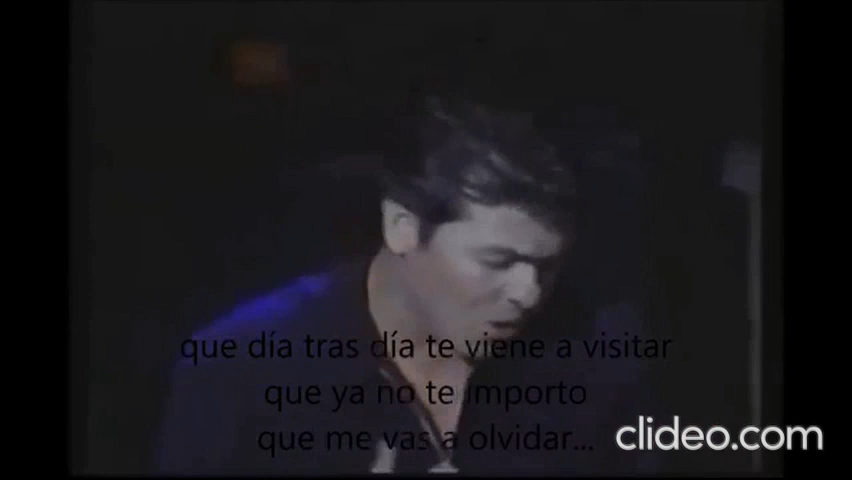 que día tras día te viene a visitar
que ya no te importo
que me vas a olvidar...
clideo.com